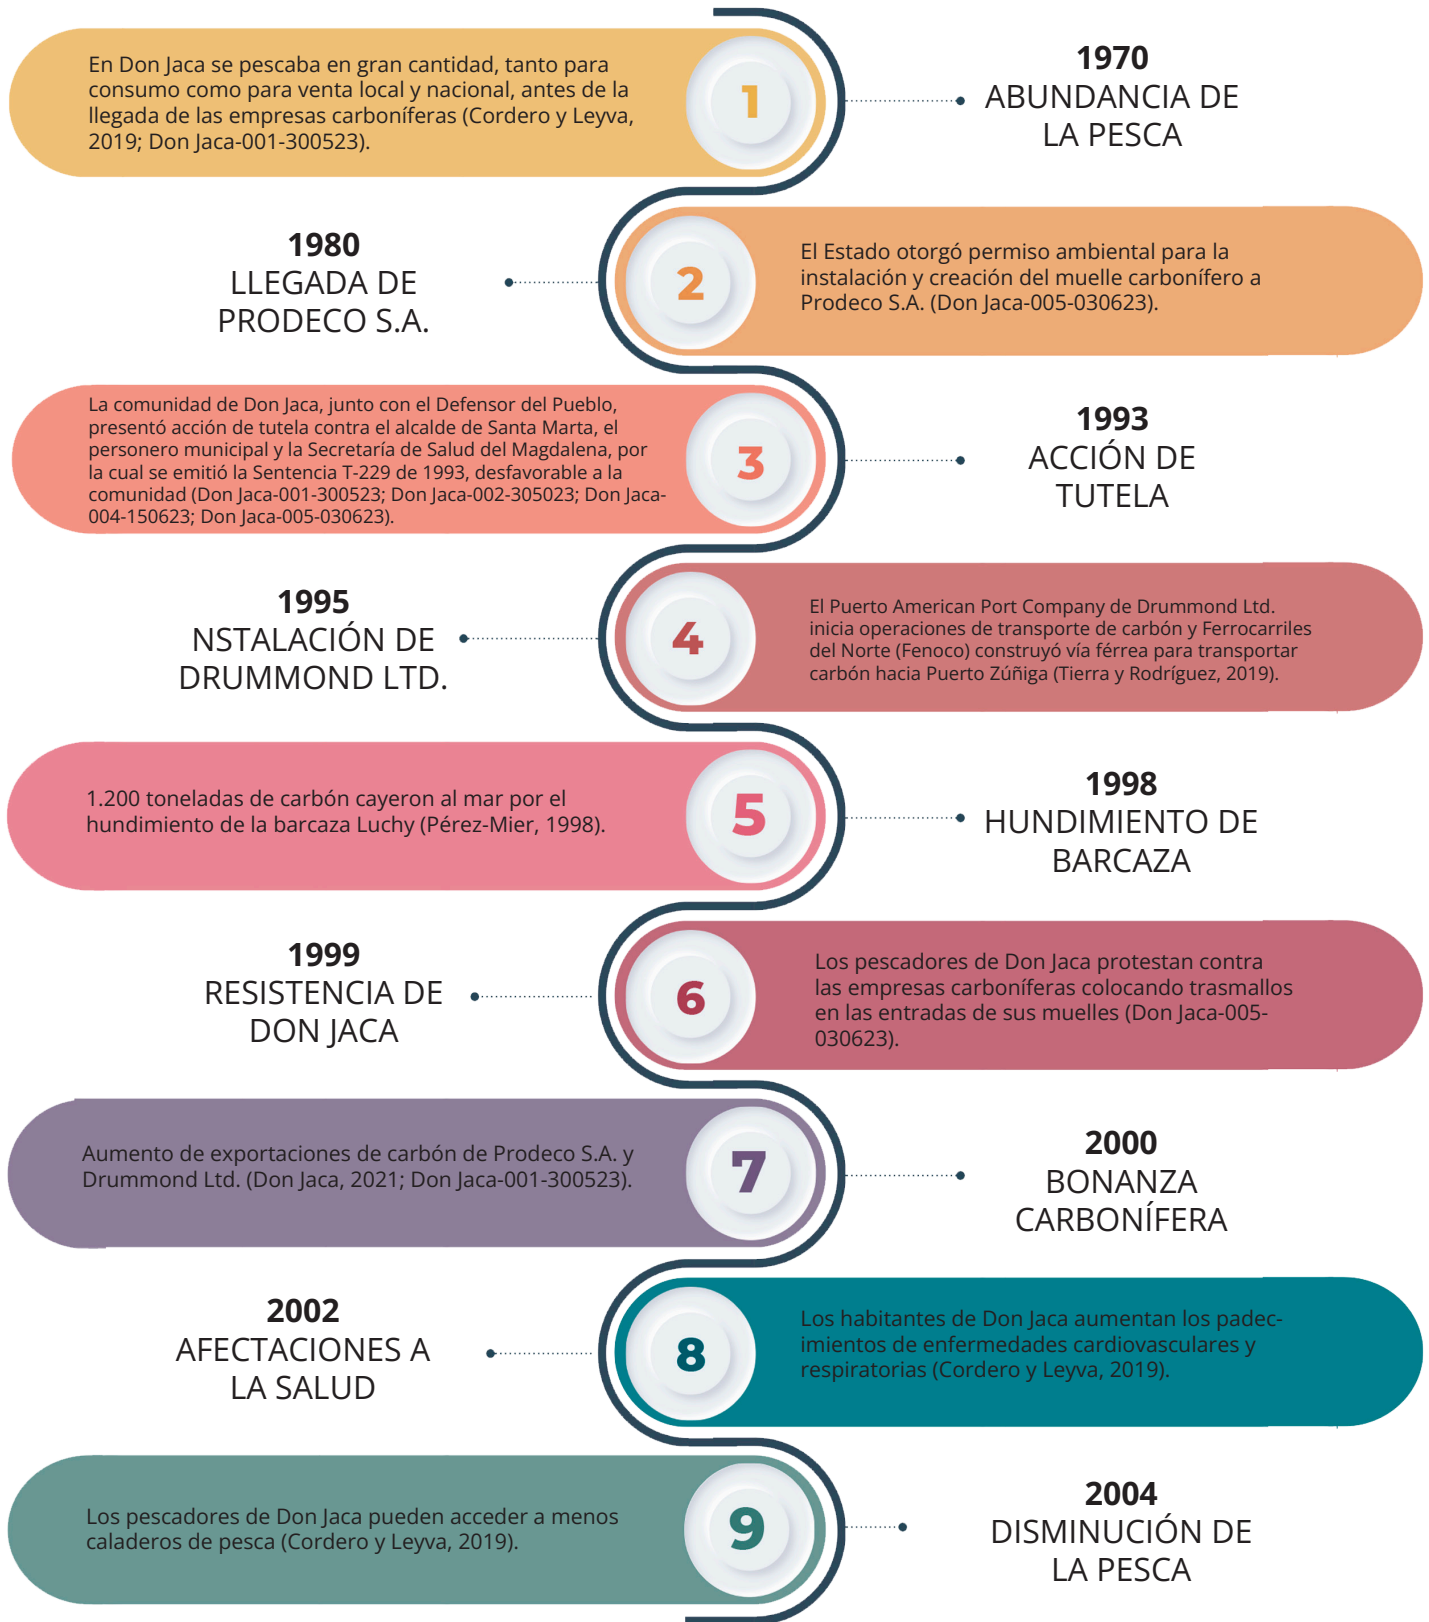 En Don Jaca se pescaba en gran cantidad, tanto para
consumo como para venta local y nacional, antes de la
llegada de las empresas carboníferas (Cordero y Leyva,
2019; Don Jaca-001-300523).
1
1970
ABUNDANCIA DE
LA PESCA
1980
LLEGADA DE
PRODECO S.A.
2
El Estado otorgó permiso ambiental para la
instalación y creación del muelle carbonífero a
Prodeco S.A. (Don Jaca-005-030623).
La comunidad de Don Jaca, junto con el Defensor del Pueblo,
presentó acción de tutela contra el alcalde de Santa Marta, el
personero municipal y la Secretaría de Salud del Magdalena, por
la cual se emitió la Sentencia T-229 de 1993, desfavorable a la
comunidad (Don Jaca-001-300523; Don Jaca-002-305023; Don Jaca-
004-150623; Don Jaca-005-030623).
3
1993
ACCIÓN DE
TUTELA
1995
NSTALACIÓN DE
DRUMMOND LTD.
4
El Puerto American Port Company de Drummond Ltd.
inicia operaciones de transporte de carbón y Ferrocarriles
del Norte (Fenoco) construyó vía férrea para transportar
carbón hacia Puerto Zúñiga (Tierra y Rodríguez, 2019).
1.200 toneladas de carbón cayeron al mar por el
hundimiento de la barcaza Luchy (Pérez-Mier, 1998).
5
1998
HUNDIMIENTO DE
BARCAZA
1999
RESISTENCIA DE
DON JACA
6
Los pescadores de Don Jaca protestan contra
las empresas carboníferas colocando trasmallos
en las entradas de sus muelles (Don Jaca-005-
030623).
Aumento de exportaciones de carbón de Prodeco S.A. y
Drummond Ltd. (Don Jaca, 2021; Don Jaca-001-300523).
7
2000
BONANZA
CARBONÍFERA
2002
AFECTACIONES A
LA SALUD
8
Los habitantes de Don Jaca aumentan los padec-
imientos de enfermedades cardiovasculares y
respiratorias (Cordero y Leyva, 2019).
Los pescadores de Don Jaca pueden acceder a menos
caladeros de pesca (Cordero y Leyva, 2019).
9
2004
DISMINUCIÓN DE
LA PESCA